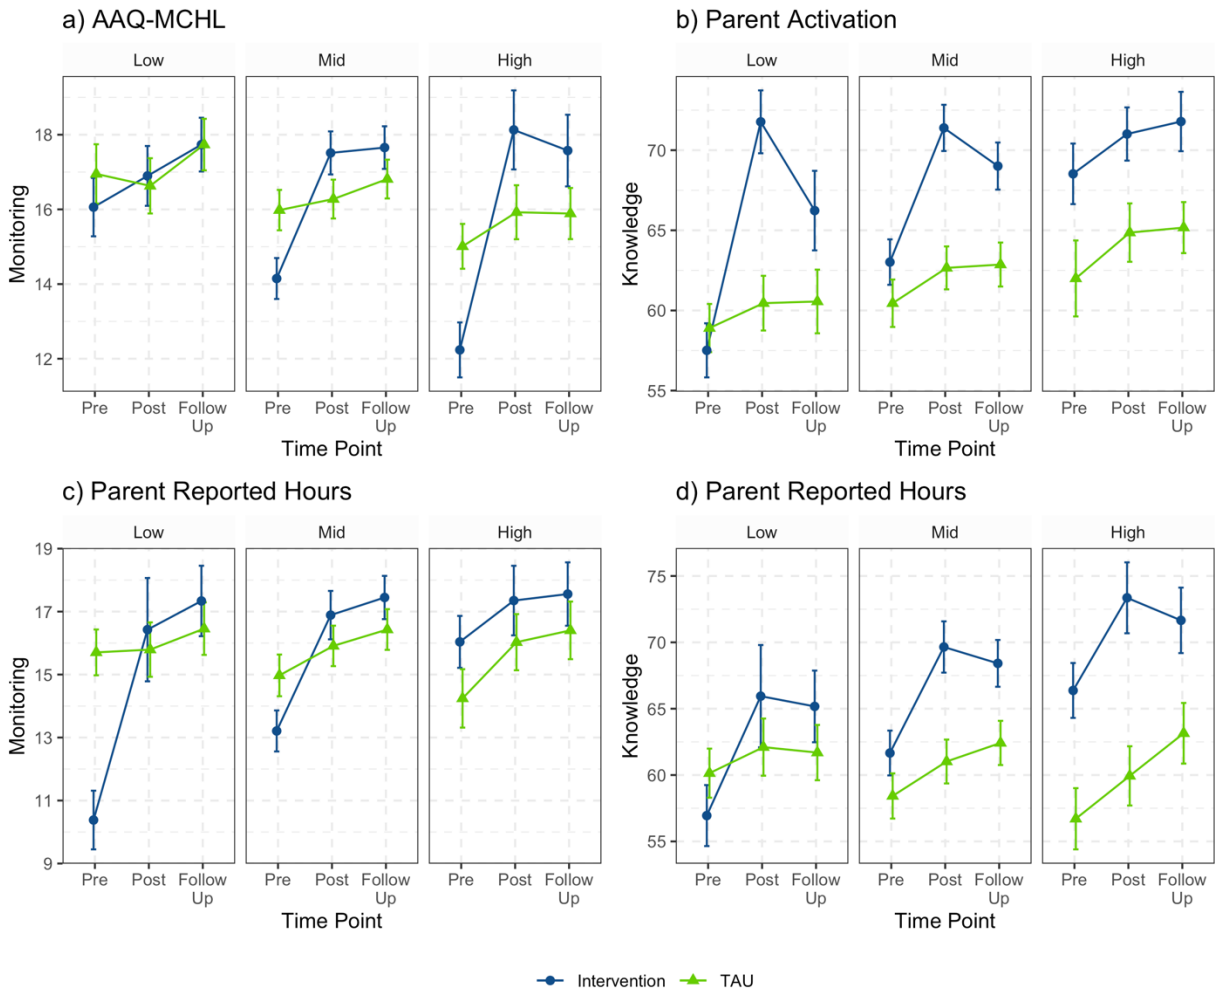 a) AAQ-MCHL
b) Parent Activation
Low Mid High
Low Mid High
Monitoring
18
16
14
12
Knowledge
70
65
60
55
Pre Post Follow Up
Pre Post Follow Up
Pre Post Follow Up
Pre Post Follow Up
Pre Post Follow Up
Pre Post Follow Up
Time Point
Time Point
c) Parent Reported Hours
d) Parent Reported Hours
Low Mid High
Low Mid High
Monitoring
19
17
15
13
11
9
Knowledge
75
70
65
60
55
Pre Post Follow Up
Pre Post Follow Up
Pre Post Follow Up
Pre Post Follow Up
Pre Post Follow Up
Pre Post Follow Up
Time Point
Time Point
Intervention TAU